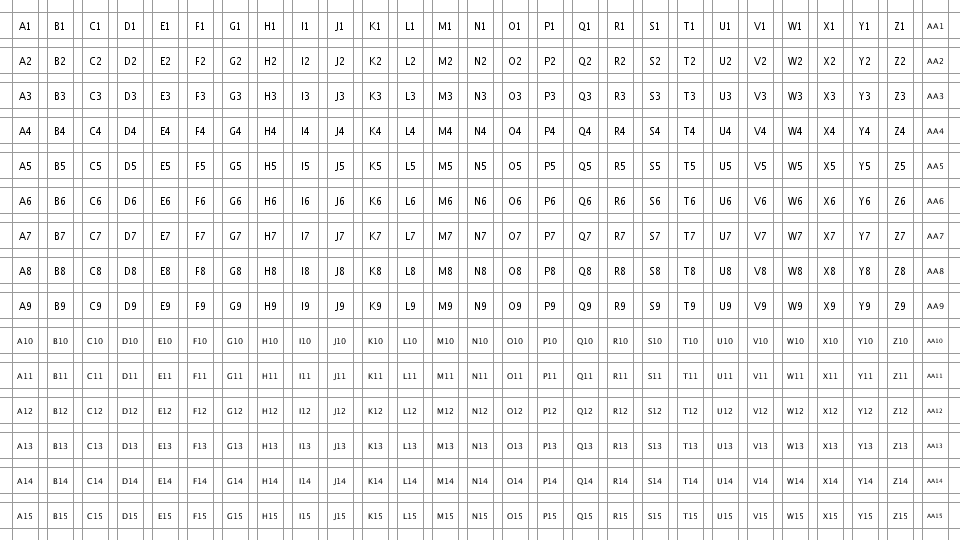 A1 B1 C1 D1 E1 F1 G1 H1 I1 J1 K1 L1 M1 N1 O1 P1 Q1 R1 S1 T1 U1 V1 W1 X1 Y1 Z1 AA1
A2 B2 C2 D2 E2 F2 G2 H2 I2 J2 K2 L2 M2 N2 O2 P2 Q2 R2 S2 T2 U2 V2 W2 X2 Y2 Z2 AA2
A3 B3 C3 D3 E3 F3 G3 H3 I3 J3 K3 L3 M3 N3 O3 P3 Q3 R3 S3 T3 U3 V3 W3 X3 Y3 Z3 AA3
A4 B4 C4 D4 E4 F4 G4 H4 I4 J4 K4 L4 M4 N4 O4 P4 Q4 R4 S4 T4 U4 V4 W4 X4 Y4 Z4 AA4
A5 B5 C5 D5 E5 F5 G5 H5 I5 J5 K5 L5 M5 N5 O5 P5 Q5 R5 S5 T5 U5 V5 W5 X5 Y5 Z5 AA5
A6 B6 C6 D6 E6 F6 G6 H6 I6 J6 K6 L6 M6 N6 O6 P6 Q6 R6 S6 T6 U6 V6 W6 X6 Y6 Z6 AA6
A7 B7 C7 D7 E7 F7 G7 H7 I7 J7 K7 L7 M7 N7 O7 P7 Q7 R7 S7 T7 U7 V7 W7 X7 Y7 Z7 AA7
A8 B8 C8 D8 E8 F8 G8 H8 I8 J8 K8 L8 M8 N8 O8 P8 Q8 R8 S8 T8 U8 V8 W8 X8 Y8 Z8 AA8
A9 B9 C9 D9 E9 F9 G9 H9 I9 J9 K9 L9 M9 N9 O9 P9 Q9 R9 S9 T9 U9 V9 W9 X9 Y9 Z9 AA9
A10 B10 C10 D10 E10 F10 G10 H10 I10 J10 K10 L10 M10 N10 O10 P10 Q10 R10 S10 T10 U10 V10 W10 X10 Y10 Z10 AA10
A11 B11 C11 D11 E11 F11 G11 H11 I11 J11 K11 L11 M11 N11 O11 P11 Q11 R11 S11 T11 U11 V11 W11 X11 Y11 Z11 AA11
A12 B12 C12 D12 E12 F12 G12 H12 I12 J12 K12 L12 M12 N12 O12 P12 Q12 R12 S12 T12 U12 V12 W12 X12 Y12 Z12 AA12
A13 B13 C13 D13 E13 F13 G13 H13 I13 J13 K13 L13 M13 N13 O13 P13 Q13 R13 S13 T13 U13 V13 W13 X13 Y13 Z13 AA13
A14 B14 C14 D14 E14 F14 G14 H14 I14 J14 K14 L14 M14 N14 O14 P14 Q14 R14 S14 T14 U14 V14 W14 X14 Y14 Z14 AA14
A15 B15 C15 D15 E15 F15 G15 H15 I15 J15 K15 L15 M15 N15 O15 P15 Q15 R15 S15 T15 U15 V15 W15 X15 Y15 Z15 AA15